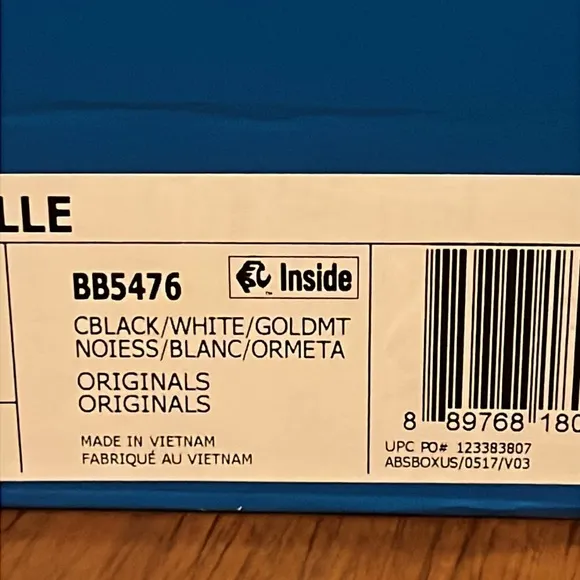 LLE
BB5476
Inside
CBLACK/WHITE/GOLDMT
NOIESS/BLANC/ORMETA
ORIGINALS
ORIGINALS
MADE IN VIETNAM
FABRIQUÉ AU VIETNAM
8 89768 180
UPC PO# 123383807
ABSBOXUS/0517/V03